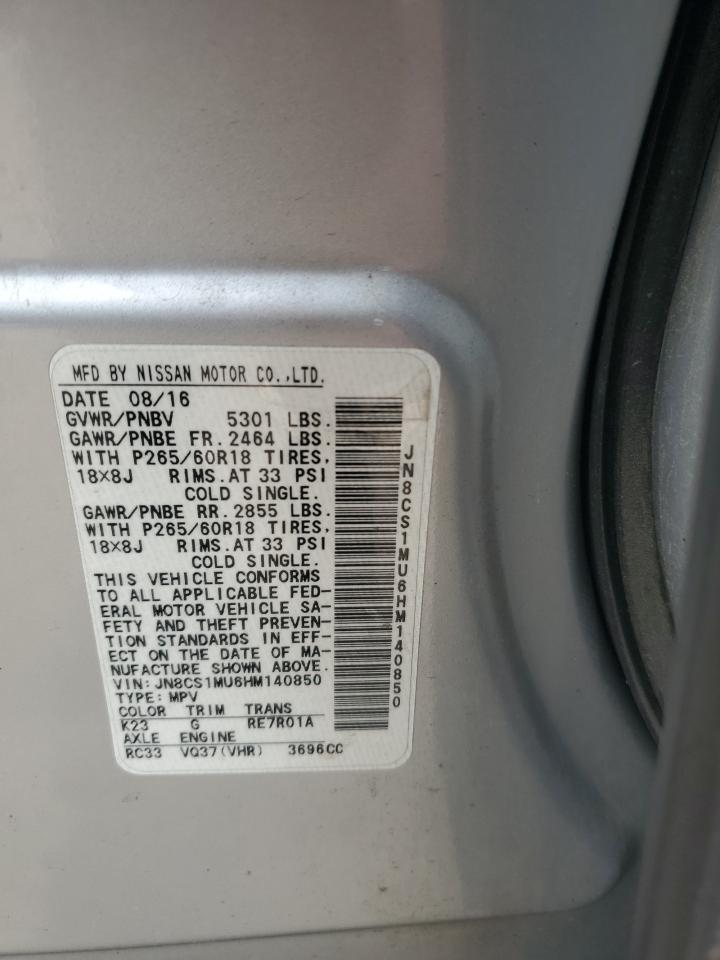 MFD BY NISSAN MOTOR CO.,LTD.
DATE 08/16
GVWR/PNBV 5301 LBS.
GAWR/PNBE FR. 2464 LBS.
WITH P265/60R18 TIRES,
18X8J RIMS.AT 33 PSI
COLD SINGLE.
GAWR/PNBE RR. 2855 LBS.
WITH P265/60R18 TIRES,
18X8J RIMS.AT 33 PSI
COLD SINGLE.
THIS VEHICLE CONFORMS
TO ALL APPLICABLE FED-
ERAL MOTOR VEHICLE SA-
FETY AND THEFT PREVEN-
TION STANDARDS IN EFF-
ECT ON THE DATE OF MA-
NUFACTURE SHOWN ABOVE.
VIN: JN8CS1MU6HM140850
TYPE: MPV
COLOR TRIM TRANS
K23 G RE7R01A
AXLE ENGINE
RC33 VQ37(VHR) 3696CC
JN8CS1MU6HM140850